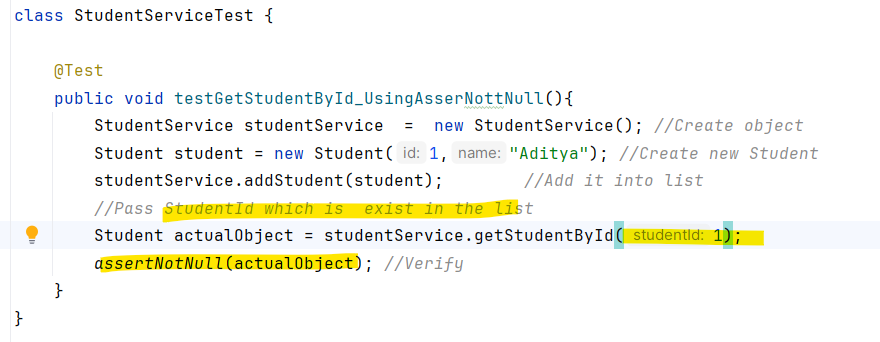 class StudentServiceTest {
@Test
public void testGetStudentById_UsingAsserNottNull(){
StudentService studentService  =  new StudentService(); //Create object
Student student = new Student( id: 1, name: "Aditya"); //Create new Student
studentService.addStudent(student);        //Add it into list
//Pass StudentId which is  exist in the list
Student actualObject = studentService.getStudentById( studentId: 1);
assertNotNull(actualObject); //Verify
}
}